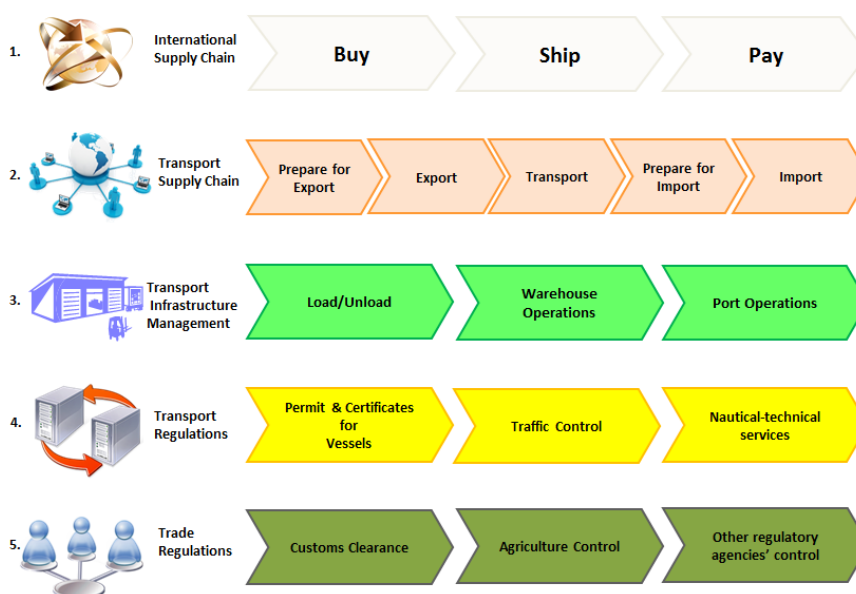 1.
International
Supply Chain
Buy
Ship
Pay
2.
Transport
Supply Chain
Prepare for
Export
Export
Transport
Prepare for
Import
Import
3.
Transport
Infrastructure
Management
Load/Unload
Warehouse
Operations
Port Operations
4.
Transport
Regulations
Permit & Certificates
for
Vessels
Traffic Control
Nautical-technical
services
5.
Trade
Regulations
Customs Clearance
Agriculture Control
Other regulatory
agencies' control